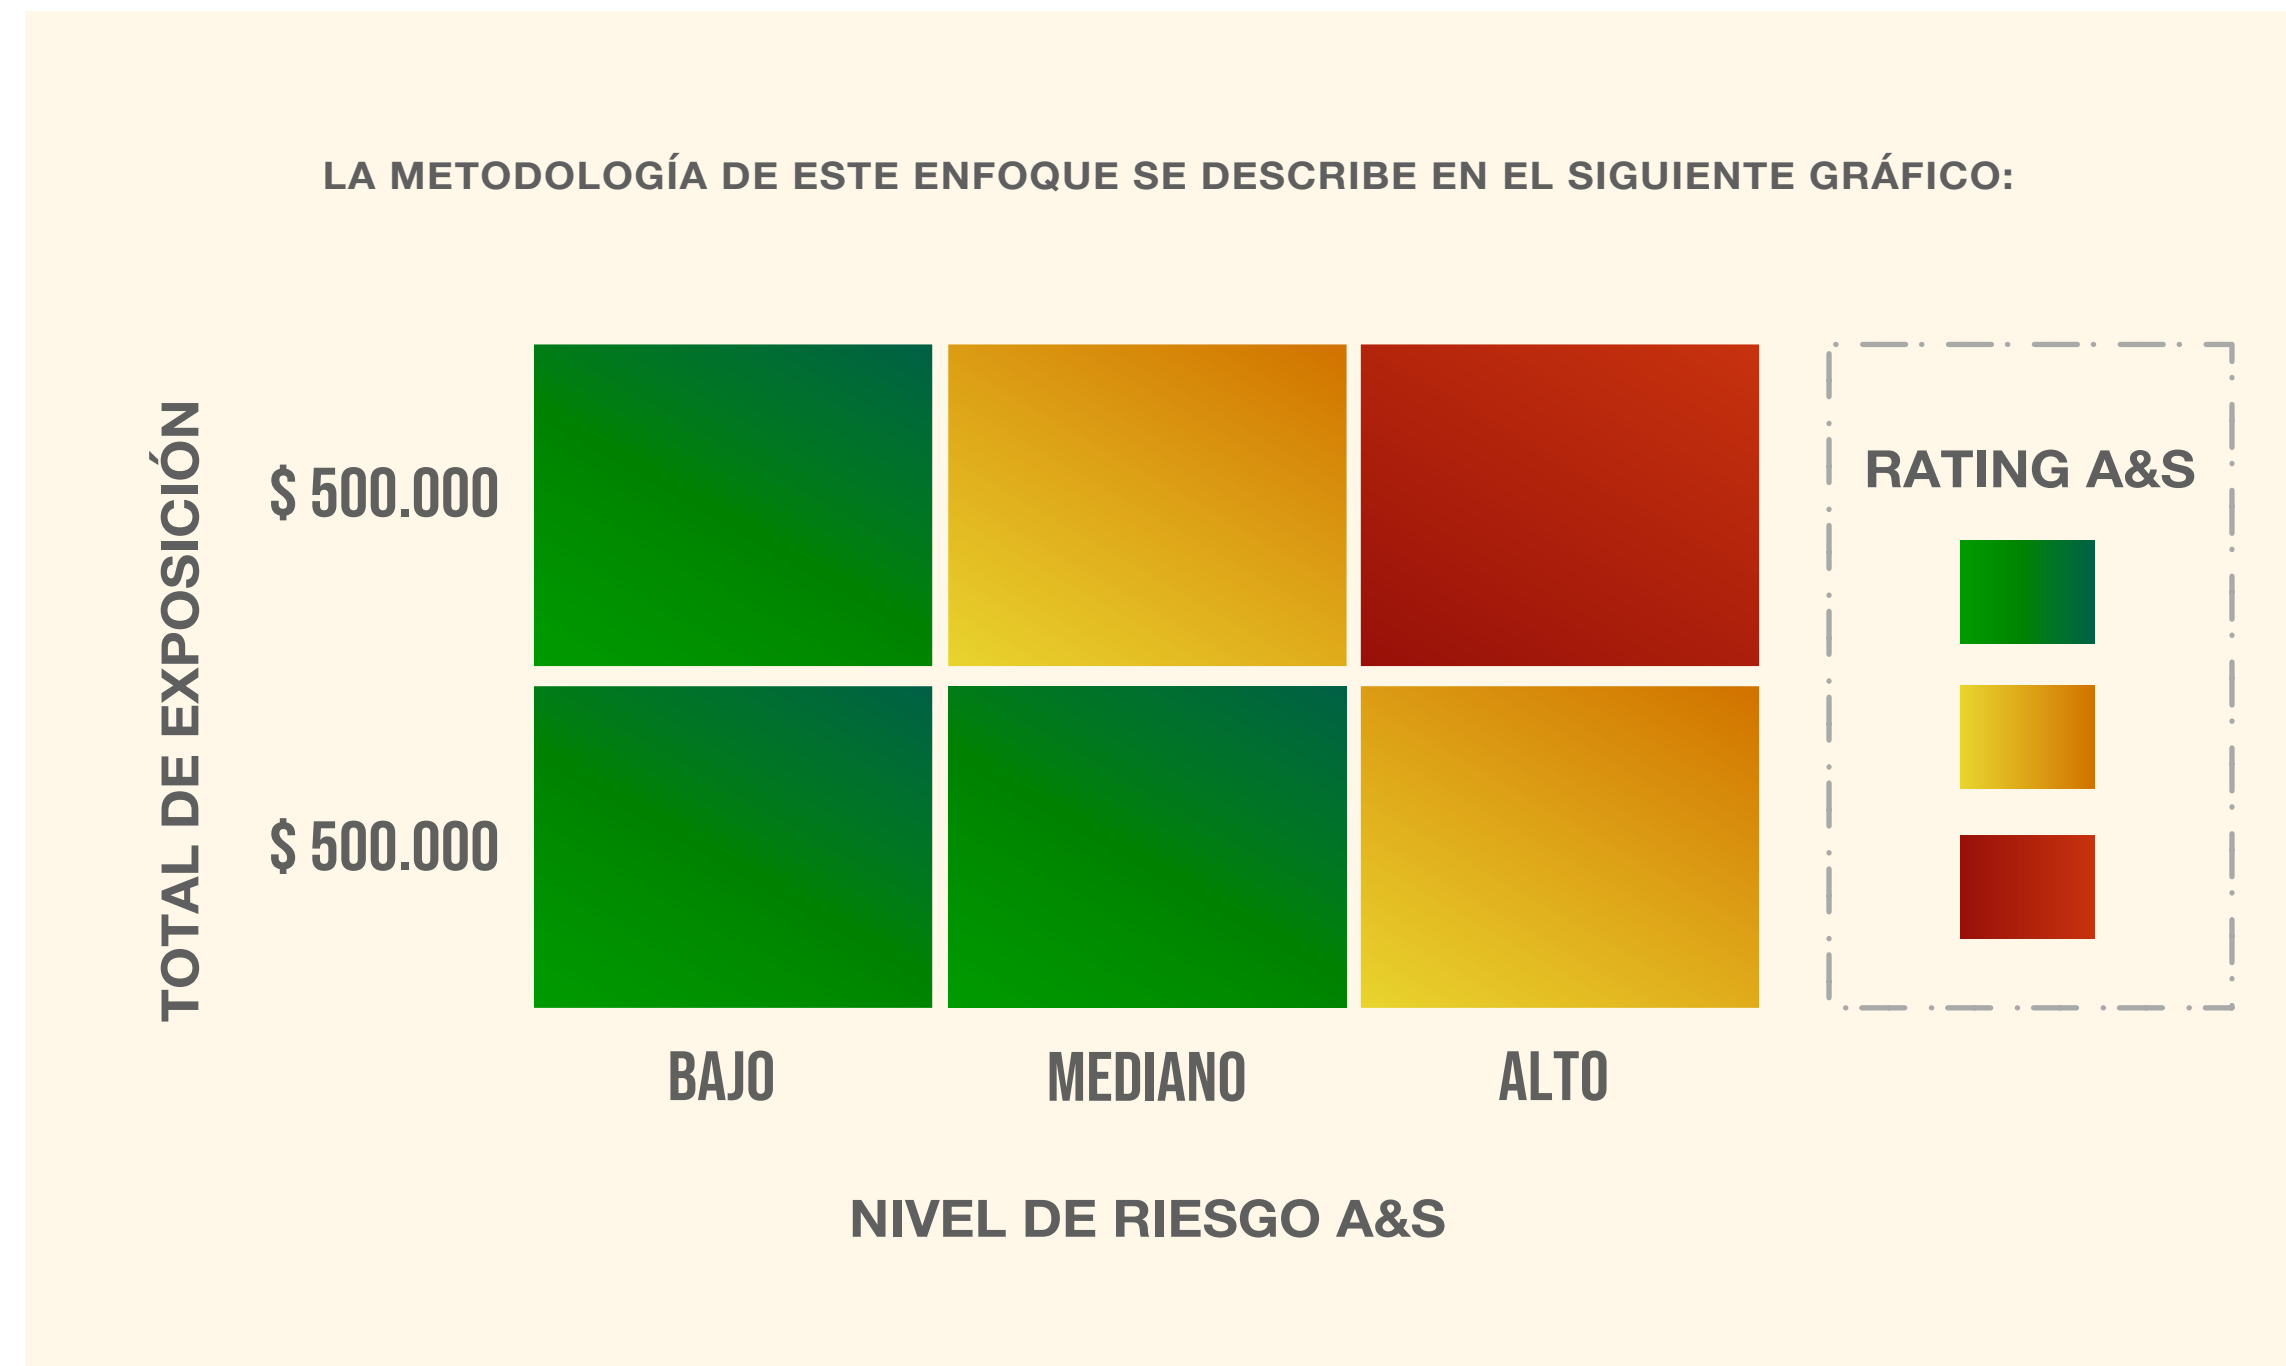 LA METODOLOGÍA DE ESTE ENFOQUE SE DESCRIBE EN EL SIGUIENTE GRÁFICO:
TOTAL DE EXPOSICIÓN
$ 500.000
$ 500.000
BAJO
MEDIANO
ALTO
NIVEL DE RIESGO A&S
RATING A&S